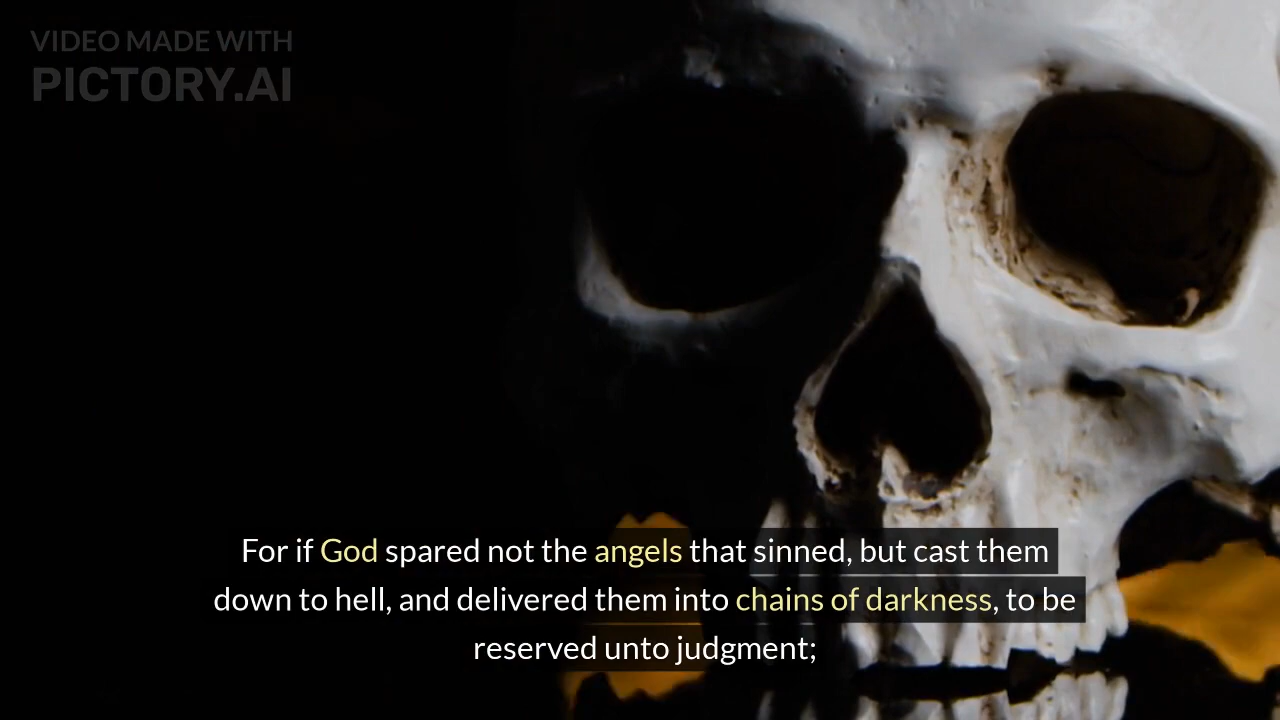 VIDEO MADE WITH
PICTORY.AI
For if God spared not the angels that sinned, but cast them
down to hell, and delivered them into chains of darkness, to be
reserved unto judgment;